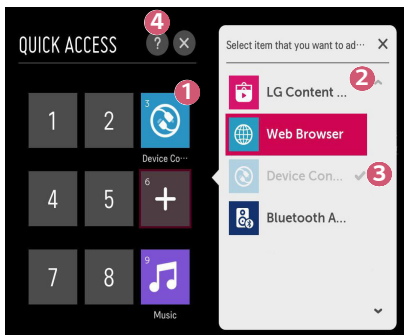 4
QUICK ACCESS ? ×
1
1 2 3
Device Co···
4 5 6 +
7 8 9
Music
Select item that you want to ad··· ×
2
LG Content ...
Web Browser
Device Con... 3
Bluetooth A...